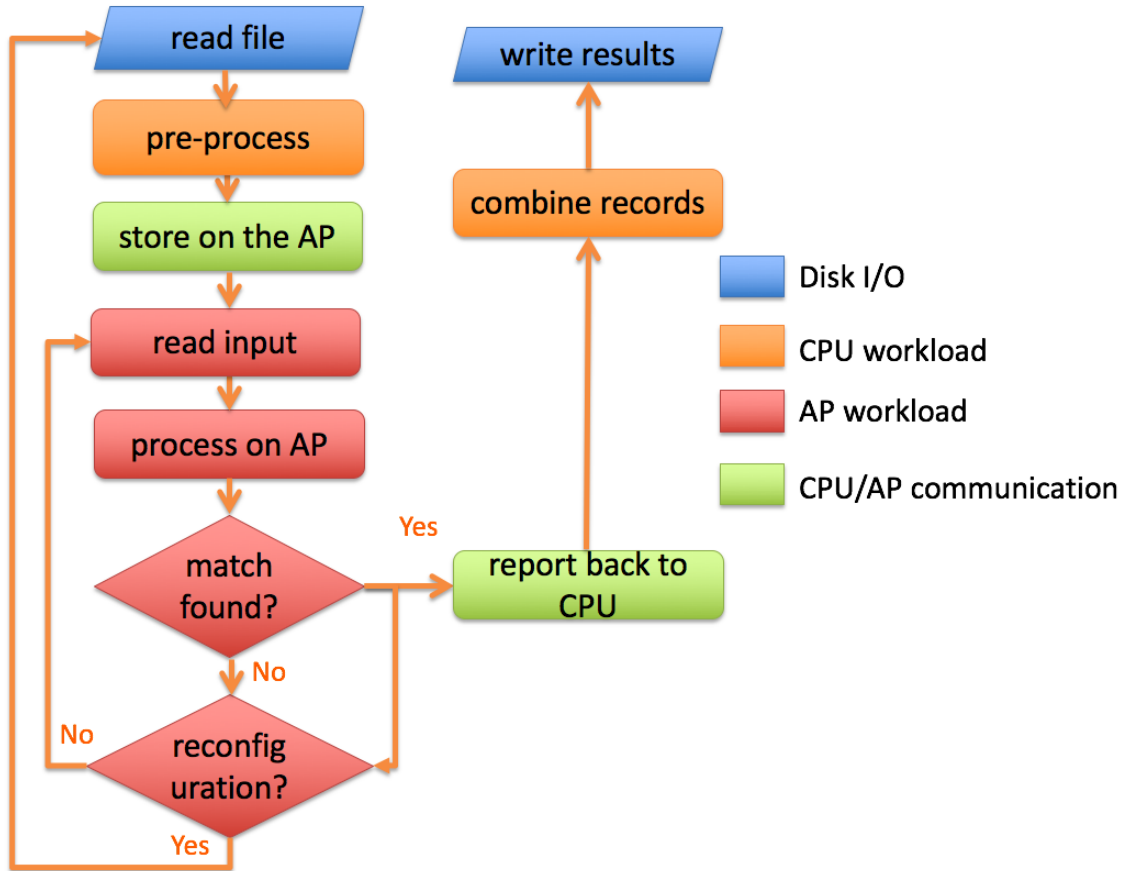 read file
pre-process
store on the AP
read input
process on AP
match
found?
No
reconfig
uration?
No
Yes
Yes
report back to
CPU
combine records
write results
Disk I/O
CPU workload
AP workload
CPU/AP communication